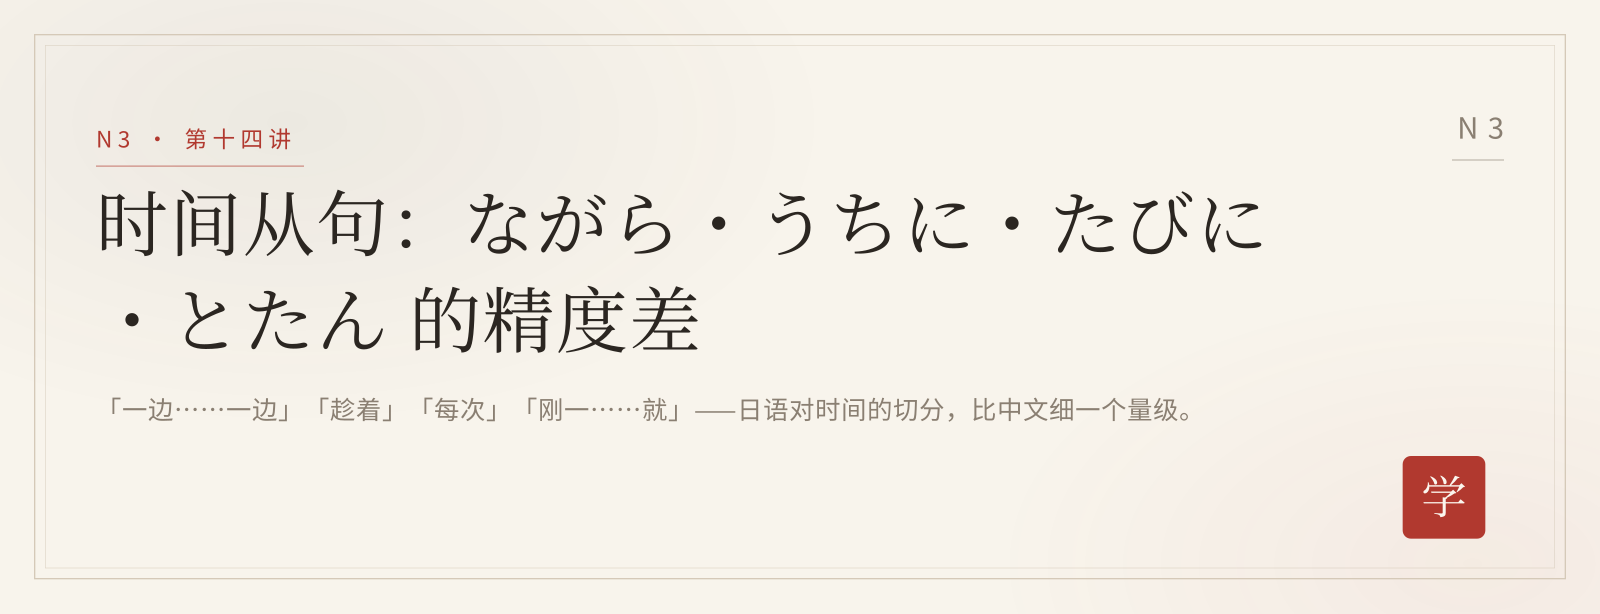 N3 · 第十四讲
N3
时间从句：ながら・うちに・たびに
・とたん 的精度差
「一边……一边」「趁着」「每次」「刚一……就」——日语对时间的切分，比中文细一个量级。
学